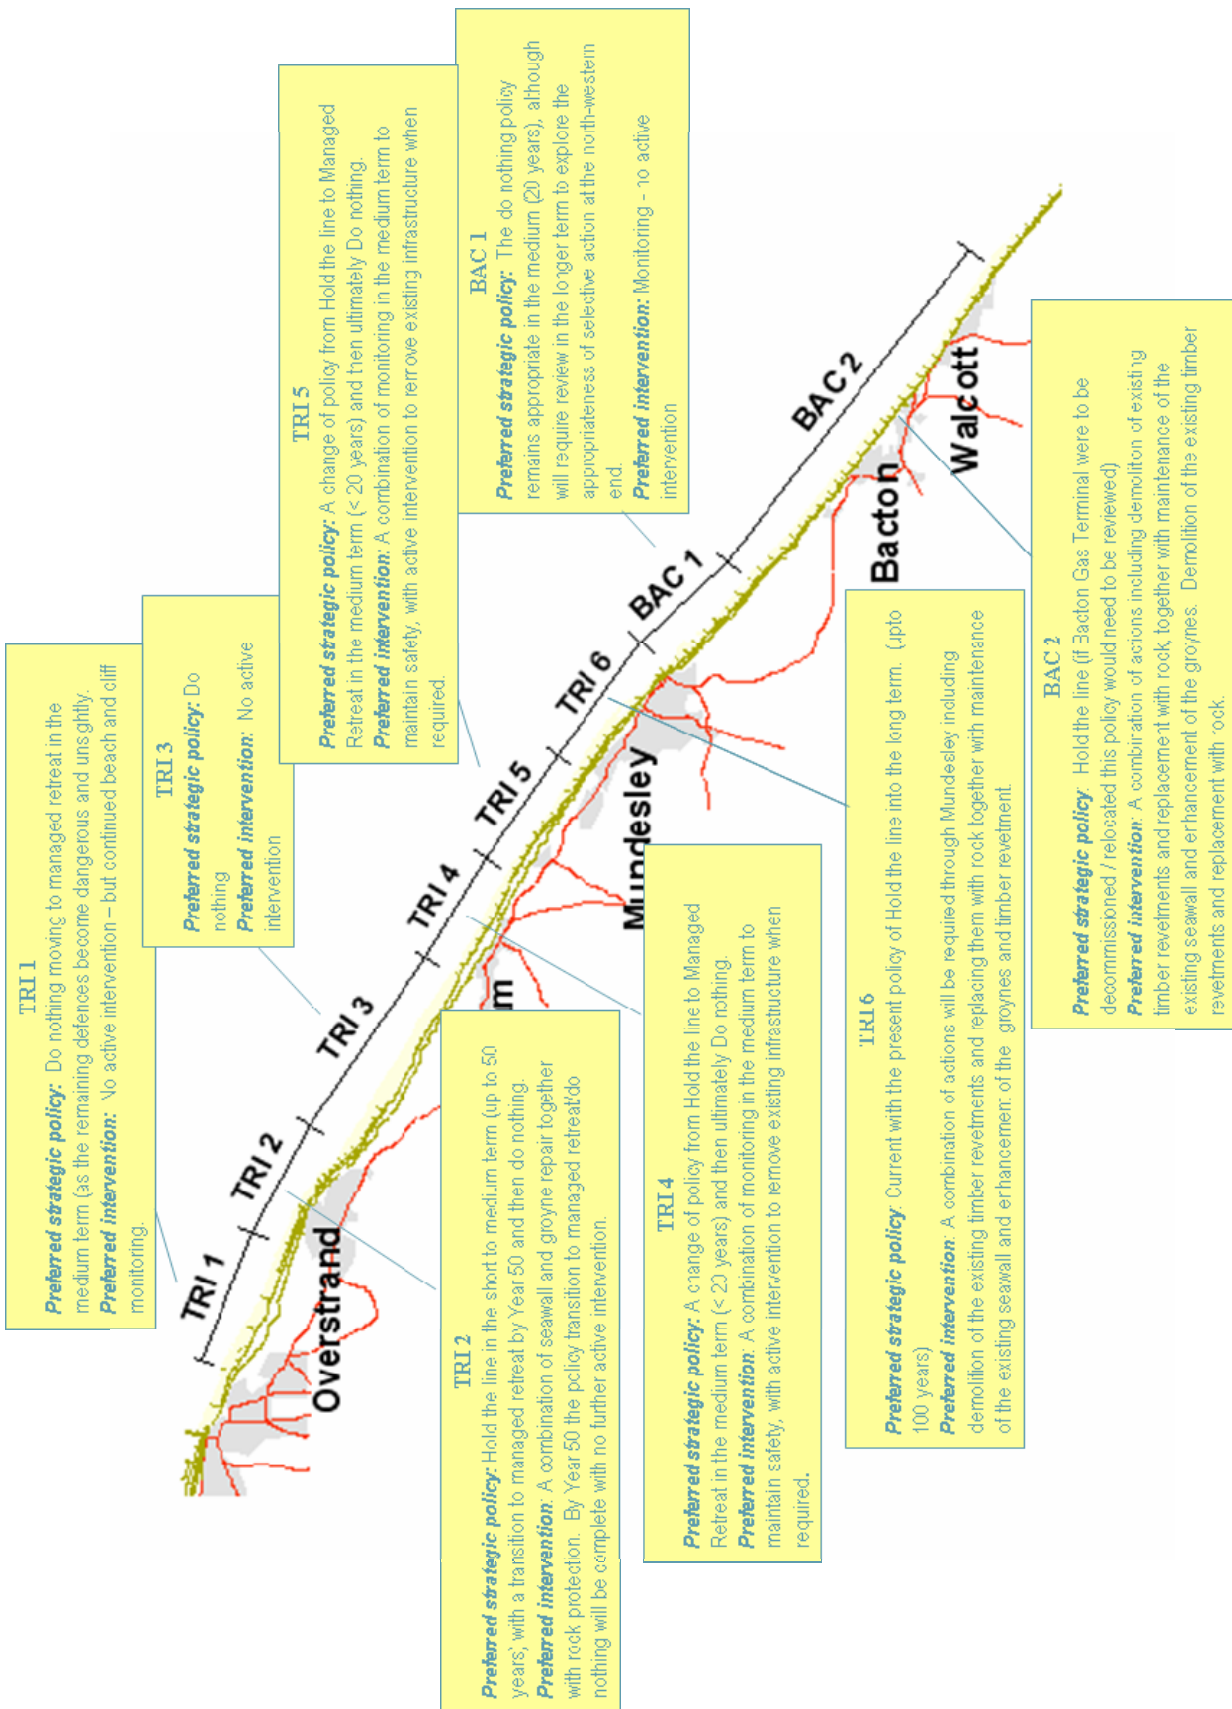 TRI 1
Preferred strategic policy: Do nothing moving to managed retreat in the
medium term (as the remaining defences become dangerous and unsightly.
Preferred intervention: No active intervention – but continued beach and cliff
monitoring.
TRI 3
Preferred strategic policy: Do
nothing
Preferred intervention: No active
intervention
TRI 5
Preferred strategic policy: A change of policy from Hold the line to Managed
Retreat in the medium term (< 20 years) and then ultimately Do nothing.
Preferred intervention: A combination of monitoring in the medium term to
maintain safety, with active intervention to remove existing infrastructure when
required.
BAC 1
Preferred strategic policy: The do nothing policy
remains appropriate in the medium (20 years), although
will require review in the longer term to explore the
appropriateness of selective action at the north-western
end.
Preferred intervention: Monitoring – no active
intervention
TRI 1
TRI 2
TRI 3
TRI 4
TRI 5
TRI 6
BAC 1
BAC 2
Overstrand
m
Mundesley
Bacton
Walcott
TRI 2
Preferred strategic policy: Hold the line in the short to medium term (up to 50
years, with a transition to managed retreat by Year 50 and then do nothing.
Preferred intervention: A combination of seawall and groyne repair together
with rock protection. By Year 50 the policy transition to managed retreat/do
nothing will be complete with no further active intervention.
TRI 4
Preferred strategic policy: A change of policy from Hold the line to Managed
Retreat in the medium term (< 20 years) and then ultimately Do nothing.
Preferred intervention: A combination of monitoring in the medium term to
maintain safety, with active intervention to remove existing infrastructure when
required.
TRI 6
Preferred strategic policy: Current with the present policy of Hold the line into the long term. (upto
100 years)
Preferred intervention: A combination of actions will be required through Mundesley including
demolition of the existing timber revetments and replacing them with rock together with maintenance
of the existing seawall and enhancement of the groynes and timber revetment.
BAC 2
Preferred strategic policy: Hold the line (if Bacton Gas Terminal were to be
decommissioned / relocated this policy would need to be reviewed)
Preferred intervention: A combination of actions including demoliton of existing
timber revetments and replacement with rock, together with maintenance of the
existing seawall and enhancement of the groynes. Demolition of the existing timber
revetments and replacement with rock.